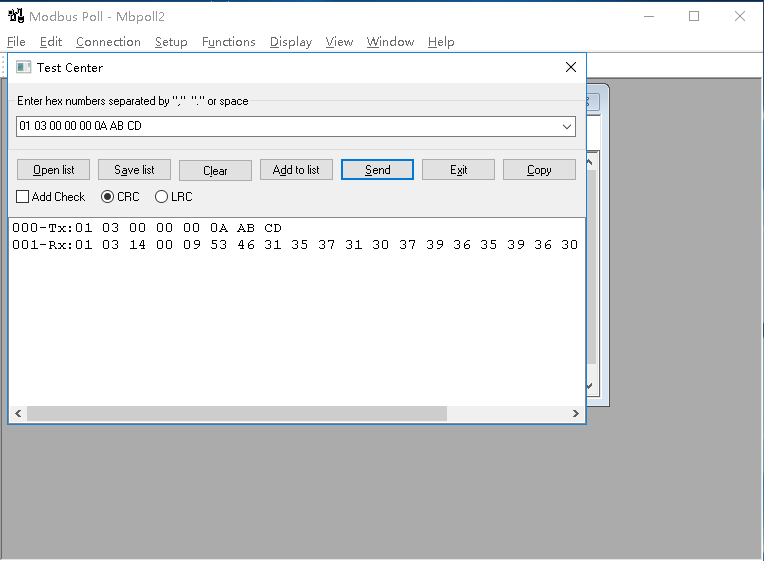 Modbus Poll - Mbpoll2
File Edit Connection Setup Functions Display View Window Help
Test Center
Enter hex numbers separated by "," "." or space
01 03 00 00 00 0A AB CD
Open list Save list Clear Add to list Send Exit Copy
Add Check CRC LRC
000-Tx:01 03 00 00 00 0A AB CD
001-Rx:01 03 14 00 09 53 46 31 35 37 31 30 37 39 36 35 39 36 30